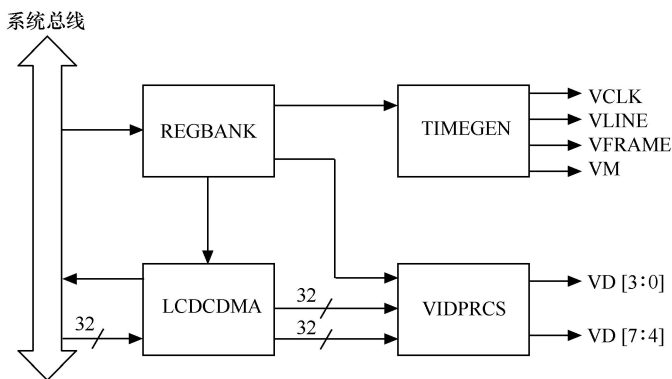 系统总线
REGBANK
TIMEGEN
VCLK
VLINE
VFRAME
VM
LCDCDMA
VIDPRCS
32
32
32
VD [3:0]
VD [7:4]